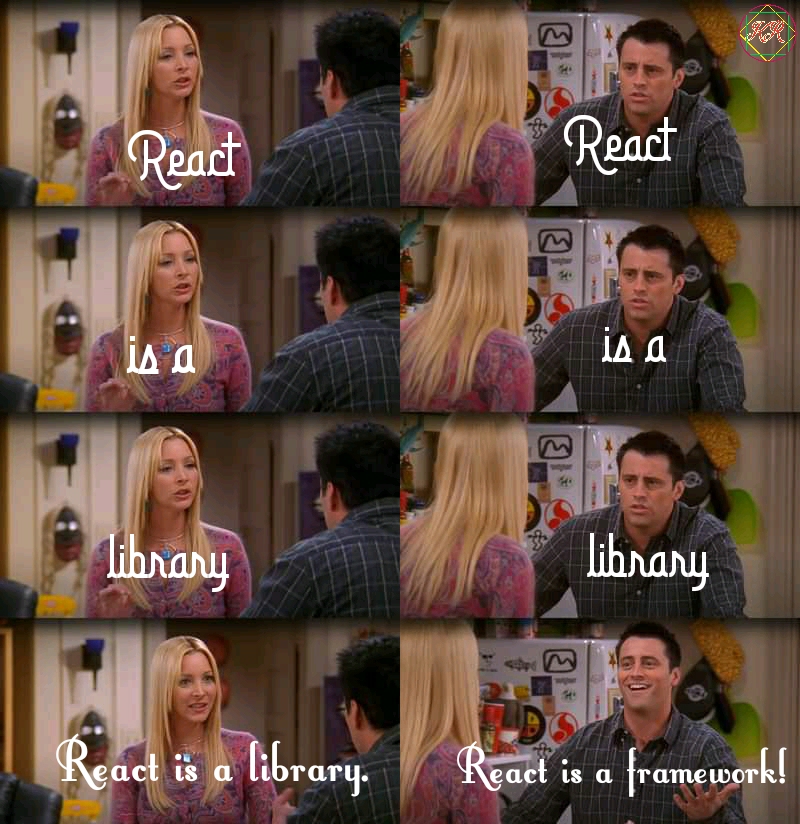 React
React
is a
is a
library
library
React is a library.
React is a framework!